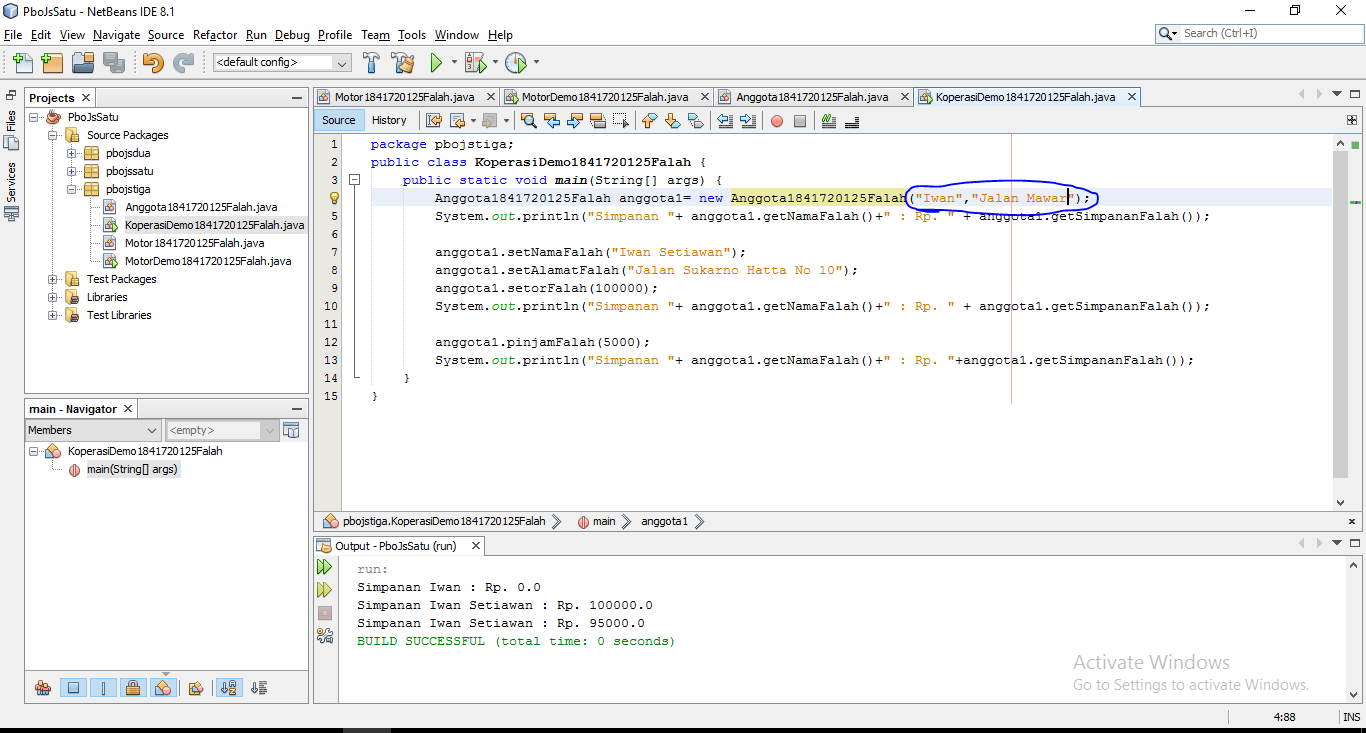 PboJsSatu - NetBeans IDE 8.1
File Edit View Navigate Source Refactor Run Debug Profile Team Tools Window Help
Search (Ctrl+I)
<default config>
Files
Services
Projects
PboJsSatu
Source Packages
pbojsdua
pbojssatu
pbojstiga
Anggota1841720125Falah.java
KoperasiDemo1841720125Falah.java
Motor1841720125Falah.java
MotorDemo1841720125Falah.java
Test Packages
Libraries
Test Libraries
main - Navigator
Members
<empty>
KoperasiDemo1841720125Falah
main(String[] args)
Motor1841720125Falah.java MotorDemo1841720125Falah.java Anggota1841720125Falah.java KoperasiDemo1841720125Falah.java
Source History
1 package pbojstiga;
2 public class KoperasiDemo1841720125Falah {
3 public static void main(String[] args) {
Anggota1841720125Falah anggota1= new Anggota1841720125Falah("Iwan","Jalan Mawar");
5 System.out.println("Simpanan "+ anggota1.getNamaFalah()+" : Rp. " + anggota1.getSimpananFalah());
6
7 anggota1.setNamaFalah("Iwan Setiawan");
8 anggota1.setAlamatFalah("Jalan Sukarno Hatta No 10");
9 anggota1.setorFalah(100000);
10 System.out.println("Simpanan "+ anggota1.getNamaFalah()+" : Rp. " + anggota1.getSimpananFalah());
11
12 anggota1.pinjamFalah(5000);
13 System.out.println("Simpanan "+ anggota1.getNamaFalah()+" : Rp. "+anggota1.getSimpananFalah());
14 }
15 }
pbojstiga.KoperasiDemo1841720125Falah main anggota1
Output - PboJsSatu (run)
run:
Simpanan Iwan : Rp. 0.0
Simpanan Iwan Setiawan : Rp. 100000.0
Simpanan Iwan Setiawan : Rp. 95000.0
BUILD SUCCESSFUL (total time: 0 seconds)
Activate Windows
Go to Settings to activate Windows.
4:88 INS